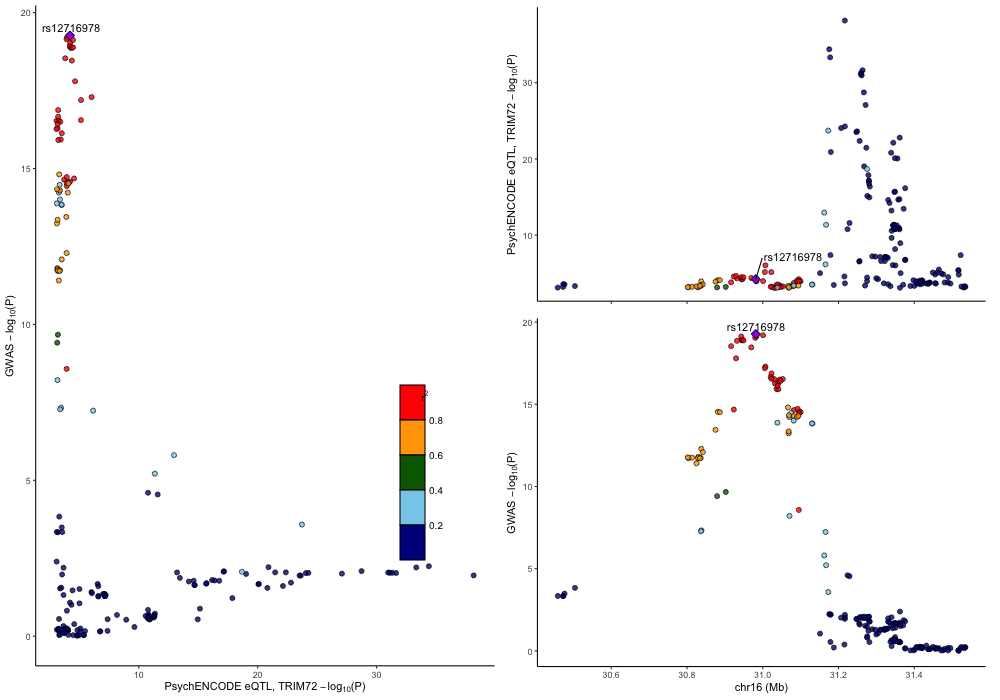 rs12716978
20
15
10
5
0
GWAS −log10(P)
10
20
30
PsychENCODE eQTL, TRIM72 −log10(P)
r2
0.8
0.6
0.4
0.2
rs12716978
30
20
10
PsychENCODE eQTL, TRIM72 −log10(P)
rs12716978
20
15
10
5
0
GWAS −log10(P)
30.6
30.8
31.0
31.2
31.4
chr16 (Mb)